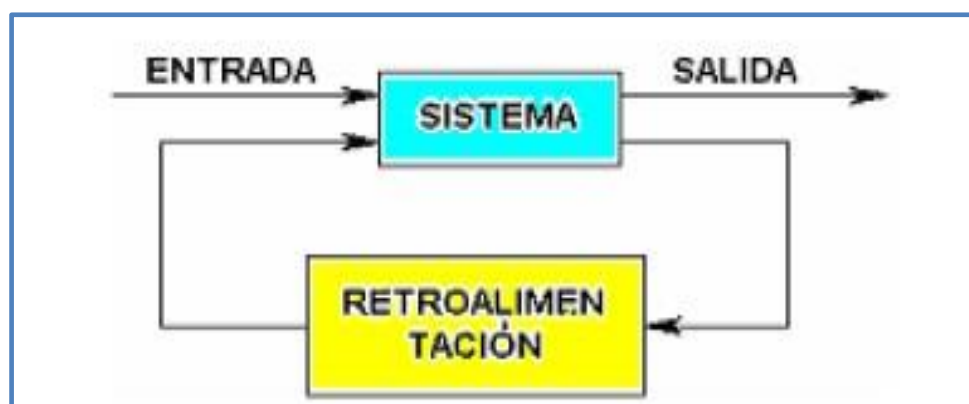 ENTRADA
SALIDA
SISTEMA
RETROALIMEN
TACIÓN